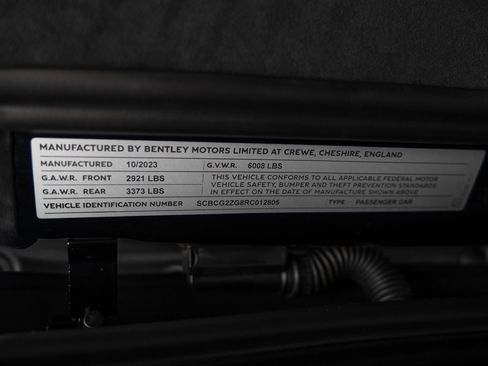 MANUFACTURED BY BENTLEY MOTORS LIMITED AT CREWE, CHESHIRE, ENGLAND
MANUFACTURED 10/2023 G.V.W.R. 6008 LBS
G.A.W.R. FRONT 2921 LBS
THIS VEHICLE CONFORMS TO ALL APPLICABLE FEDERAL MOTOR
VEHICLE SAFETY, BUMPER AND THEFT PREVENTION STANDARDS
G.A.W.R. REAR 3373 LBS
IN EFFECT ON THE DATE OF MANUFACTURE SHOWN ABOVE
VEHICLE IDENTIFICATION NUMBER SCBCG2ZG8RC012805 TYPE PASSENGER CAR